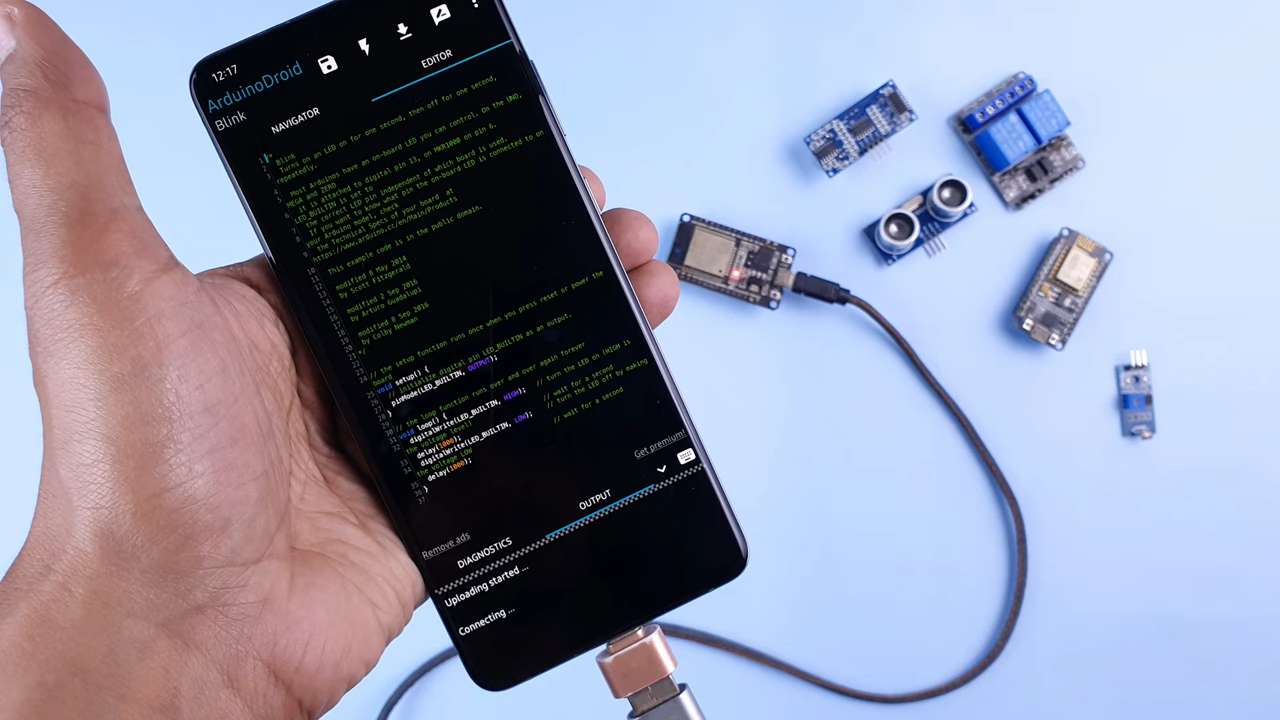 12:17
ArduinoDroid
Blink
NAVIGATOR
EDITOR
Blink
Turns on an LED on for one second, then off for one second,
repeatedly.
Most Arduinos have an on-board LED you can control. On the UNO,
MEGA and ZERO
it is attached to digital pin 13, on MKR1000 on pin 6.
LED_BUILTIN is set to
the correct LED pin independent of which board is used.
If you want to know what pin the on-board LED is connected to on
your Arduino model, check
the Technical Specs of your board at
https://www.arduino.cc/en/Main/Products
This example code is in the public domain.
modified 8 May 2014
by Scott Fitzgerald
modified 2 Sep 2016
by Arturo Guadalupi
modified 8 Sep 2016
by Colby Newman
*/
// the setup function runs once when you press reset or power the
board
void setup() {
// initialize digital pin LED_BUILTIN as an output.
pinMode(LED_BUILTIN, OUTPUT);
}
// the loop function runs over and over again forever
void loop() {
digitalWrite(LED_BUILTIN, HIGH); // turn the LED on (HIGH is
the voltage level)
delay(1000); // wait for a second
digitalWrite(LED_BUILTIN, LOW); // turn the LED off by making
the voltage LOW
delay(1000); // wait for a second
}
Get premium!
Remove ads
DIAGNOSTICS
OUTPUT
Uploading started ...
Connecting ...